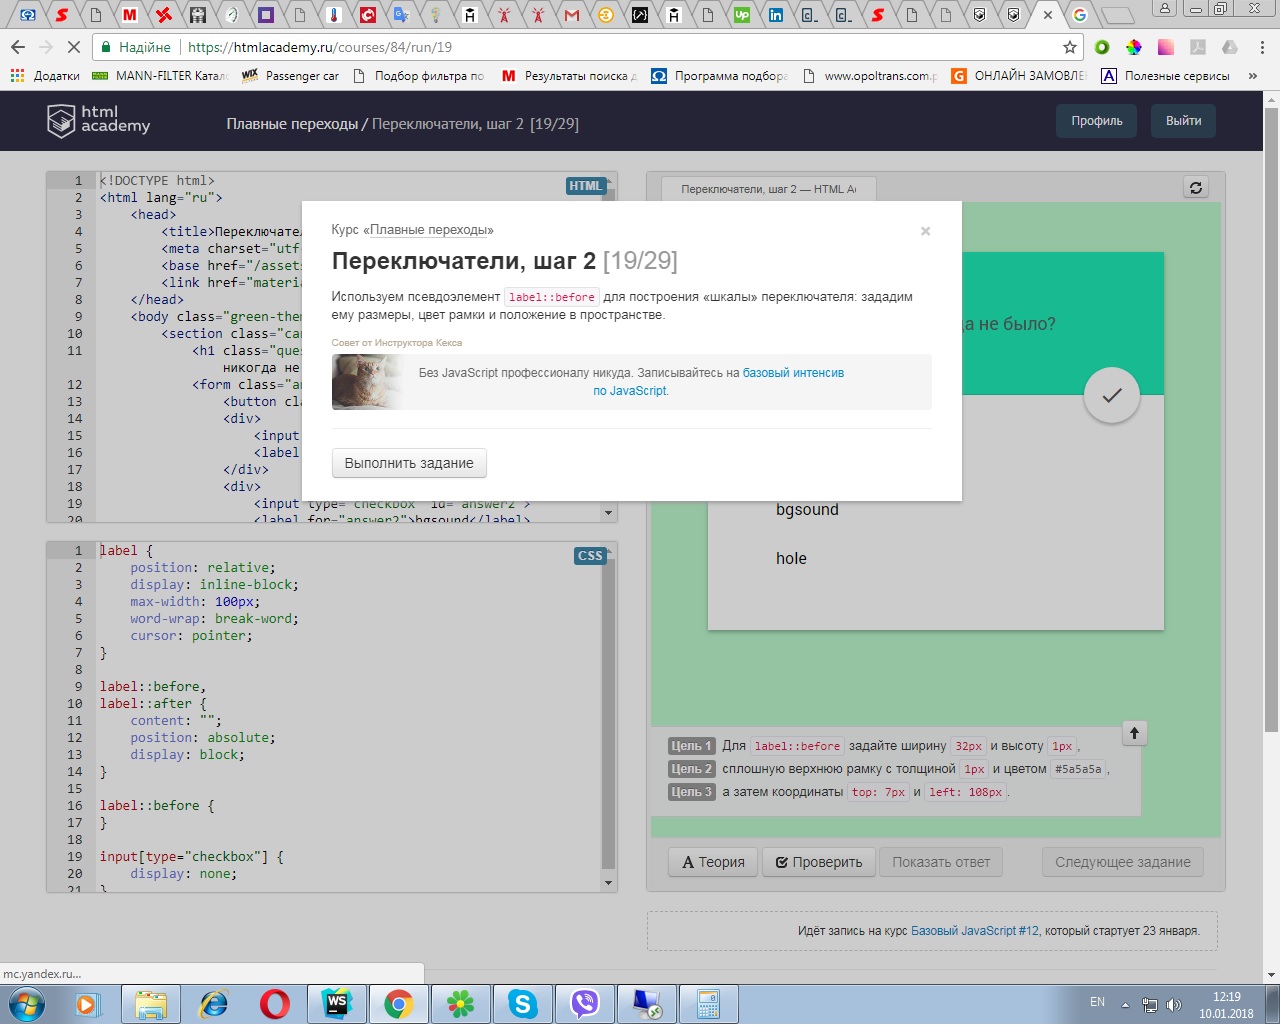 Надійне
https://htmlacademy.ru/courses/84/run/19
Додатки
MANN-FILTER Катал
Passenger car
Подбор фильтра по
Результаты поиска д
Программа подбора
www.opoltrans.com.p
ОНЛАЙН ЗАМОВЛЕ
Полезные сервисы
»
html
academy
Плавные переходы / Переключатели, шаг 2 [19/29]
Профиль
Выйти
HTML
1 <!DOCTYPE html>
2 <html lang="ru">
3 <head>
4 <title>Переключател
5 <meta charset="utf
6 <base href="/assets
7 <link href="materia
8 </head>
9 <body class="green-them
10 <section class="car
11 <h1 class="ques
никогда не
12 <form class="an
13 <button cla
14 <div>
15 <input
16 <label
17 </div>
18 <div>
19 <input type="checkbox" id="answer2">
20 <label for="answer2">bgsound</label>
Переключатели, шаг 2 — HTML Ac
Курс «Плавные переходы»
×
Переключатели, шаг 2 [19/29]
Используем псевдоэлемент label::before для построения «шкалы» переключателя: зададим
ему размеры, цвет рамки и положение в пространстве.
Совет от Инструктора Кекса
Без JavaScript профессионалу никуда. Записывайтесь на базовый интенсив
по JavaScript.
Выполнить задание
да не было?
bgsound
hole
CSS
1 label {
2 position: relative;
3 display: inline-block;
4 max-width: 100px;
5 word-wrap: break-word;
6 cursor: pointer;
7 }
8
9 label::before,
10 label::after {
11 content: "";
12 position: absolute;
13 display: block;
14 }
15
16 label::before {
17 }
18
19 input[type="checkbox"] {
20 display: none;
21 }
Цель 1 Для label::before задайте ширину 32px и высоту 1px,
Цель 2 сплошную верхнюю рамку с толщиной 1px и цветом #5a5a5a,
Цель 3 а затем координаты top: 7px и left: 108px.
Теория
Проверить
Показать ответ
Следующее задание
Идёт запись на курс Базовый JavaScript #12, который стартует 23 января.
mc.yandex.ru...
EN
12:19
10.01.2018